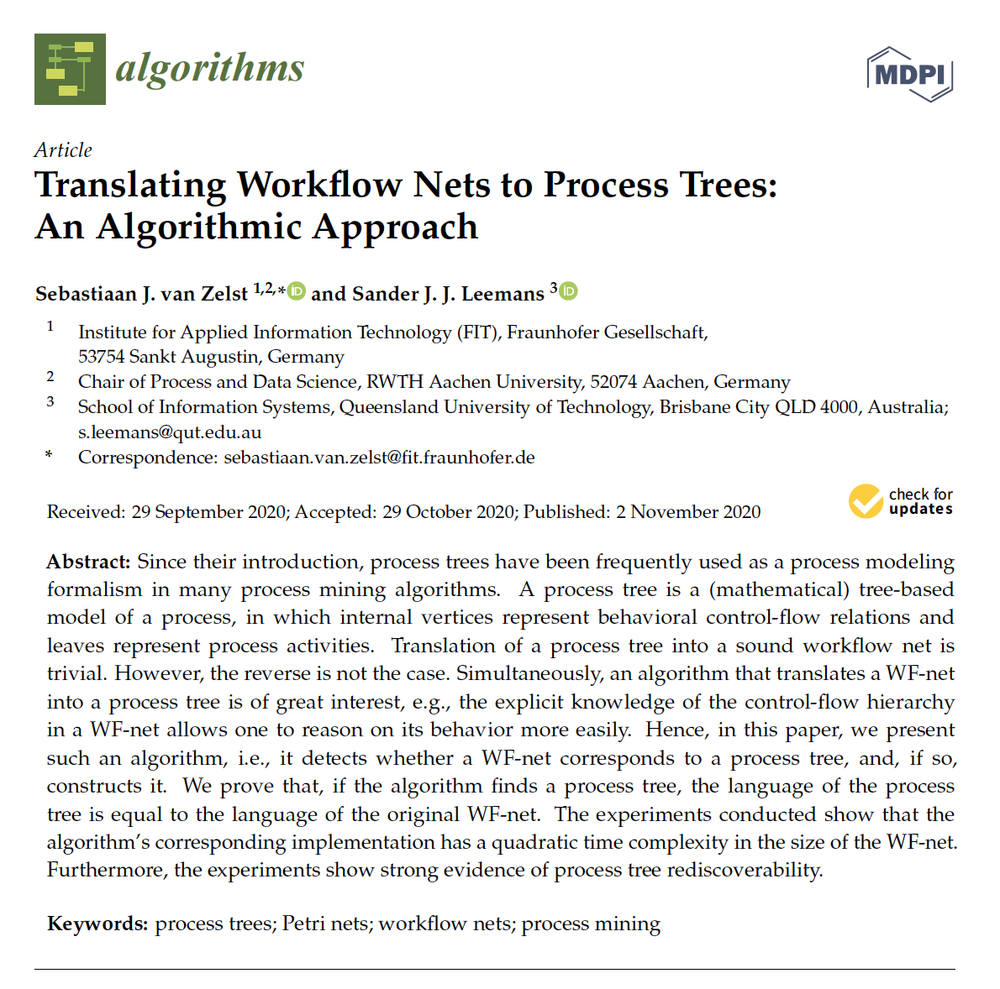 algorithms
MDPI
Article
Translating Workflow Nets to Process Trees:
An Algorithmic Approach
Sebastiaan J. van Zelst 1,2,* iD and Sander J. J. Leemans 3 iD
1 Institute for Applied Information Technology (FIT), Fraunhofer Gesellschaft,
53754 Sankt Augustin, Germany
2 Chair of Process and Data Science, RWTH Aachen University, 52074 Aachen, Germany
3 School of Information Systems, Queensland University of Technology, Brisbane City QLD 4000, Australia;
s.leemans@qut.edu.au
* Correspondence: sebastiaan.van.zelst@fit.fraunhofer.de
check for
updates
Received: 29 September 2020; Accepted: 29 October 2020; Published: 2 November 2020
Abstract: Since their introduction, process trees have been frequently used as a process modeling
formalism in many process mining algorithms. A process tree is a (mathematical) tree-based
model of a process, in which internal vertices represent behavioral control-flow relations and
leaves represent process activities. Translation of a process tree into a sound workflow net is
trivial. However, the reverse is not the case. Simultaneously, an algorithm that translates a WF-net
into a process tree is of great interest, e.g., the explicit knowledge of the control-flow hierarchy
in a WF-net allows one to reason on its behavior more easily. Hence, in this paper, we present
such an algorithm, i.e., it detects whether a WF-net corresponds to a process tree, and, if so,
constructs it. We prove that, if the algorithm finds a process tree, the language of the process
tree is equal to the language of the original WF-net. The experiments conducted show that the
algorithm's corresponding implementation has a quadratic time complexity in the size of the WF-net.
Furthermore, the experiments show strong evidence of process tree rediscoverability.
Keywords: process trees; Petri nets; workflow nets; process mining